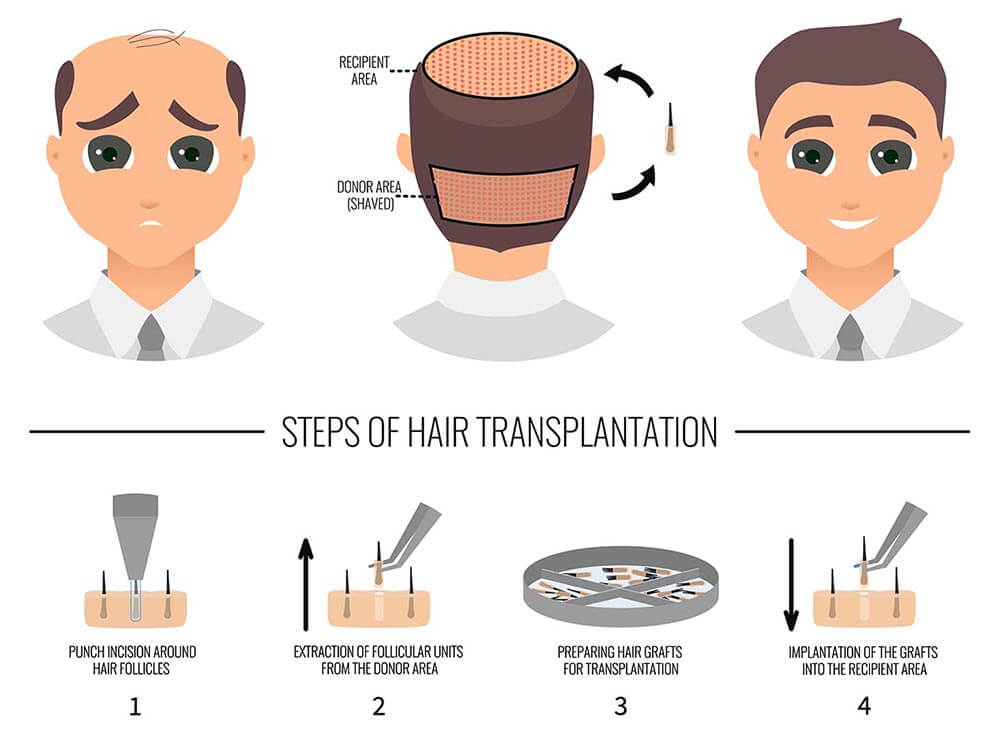 RECIPIENT
AREA
DONOR AREA
(SHAVED)
STEPS OF HAIR TRANSPLANTATION
PUNCH INCISION AROUND
HAIR FOLLICLES
1
EXTRACTION OF FOLLICULAR UNITS
FROM THE DONOR AREA
2
PREPARING HAIR GRAFTS
FOR TRANSPLANTATION
3
IMPLANTATION OF THE GRAFTS
INTO THE RECIPIENT AREA
4